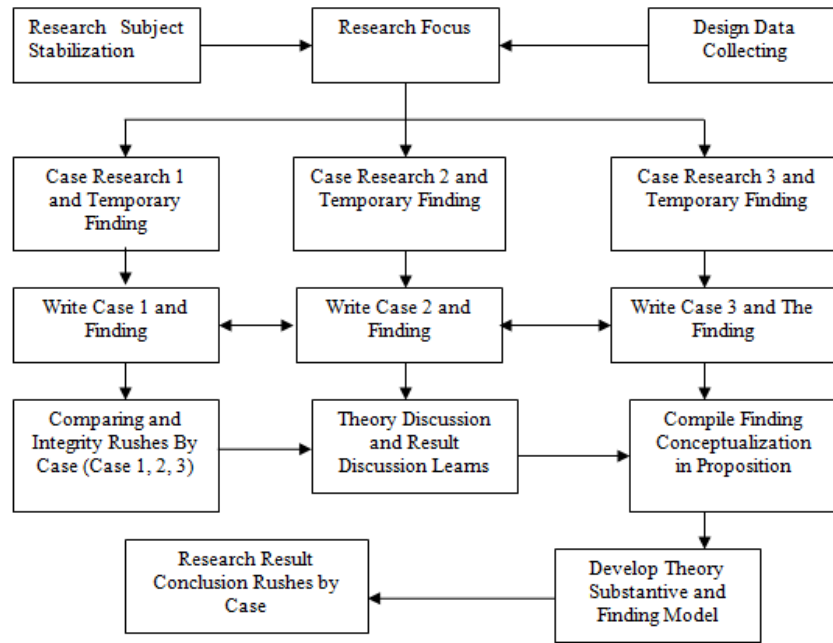 Research Subject
Stabilization
Research Focus
Design Data
Collecting
Case Research 1
and Temporary
Finding
Case Research 2 and
Temporary Finding
Case Research 3 and
Temporary Finding
Write Case 1 and
Finding
Write Case 2 and
Finding
Write Case 3 and The
Finding
Comparing and
Integrity Rushes By
Case (Case 1, 2, 3)
Theory Discussion
and Result
Discussion Learns
Compile Finding
Conceptualization
in Proposition
Research Result
Conclusion Rushes by
Case
Develop Theory
Substantive and
Finding Model